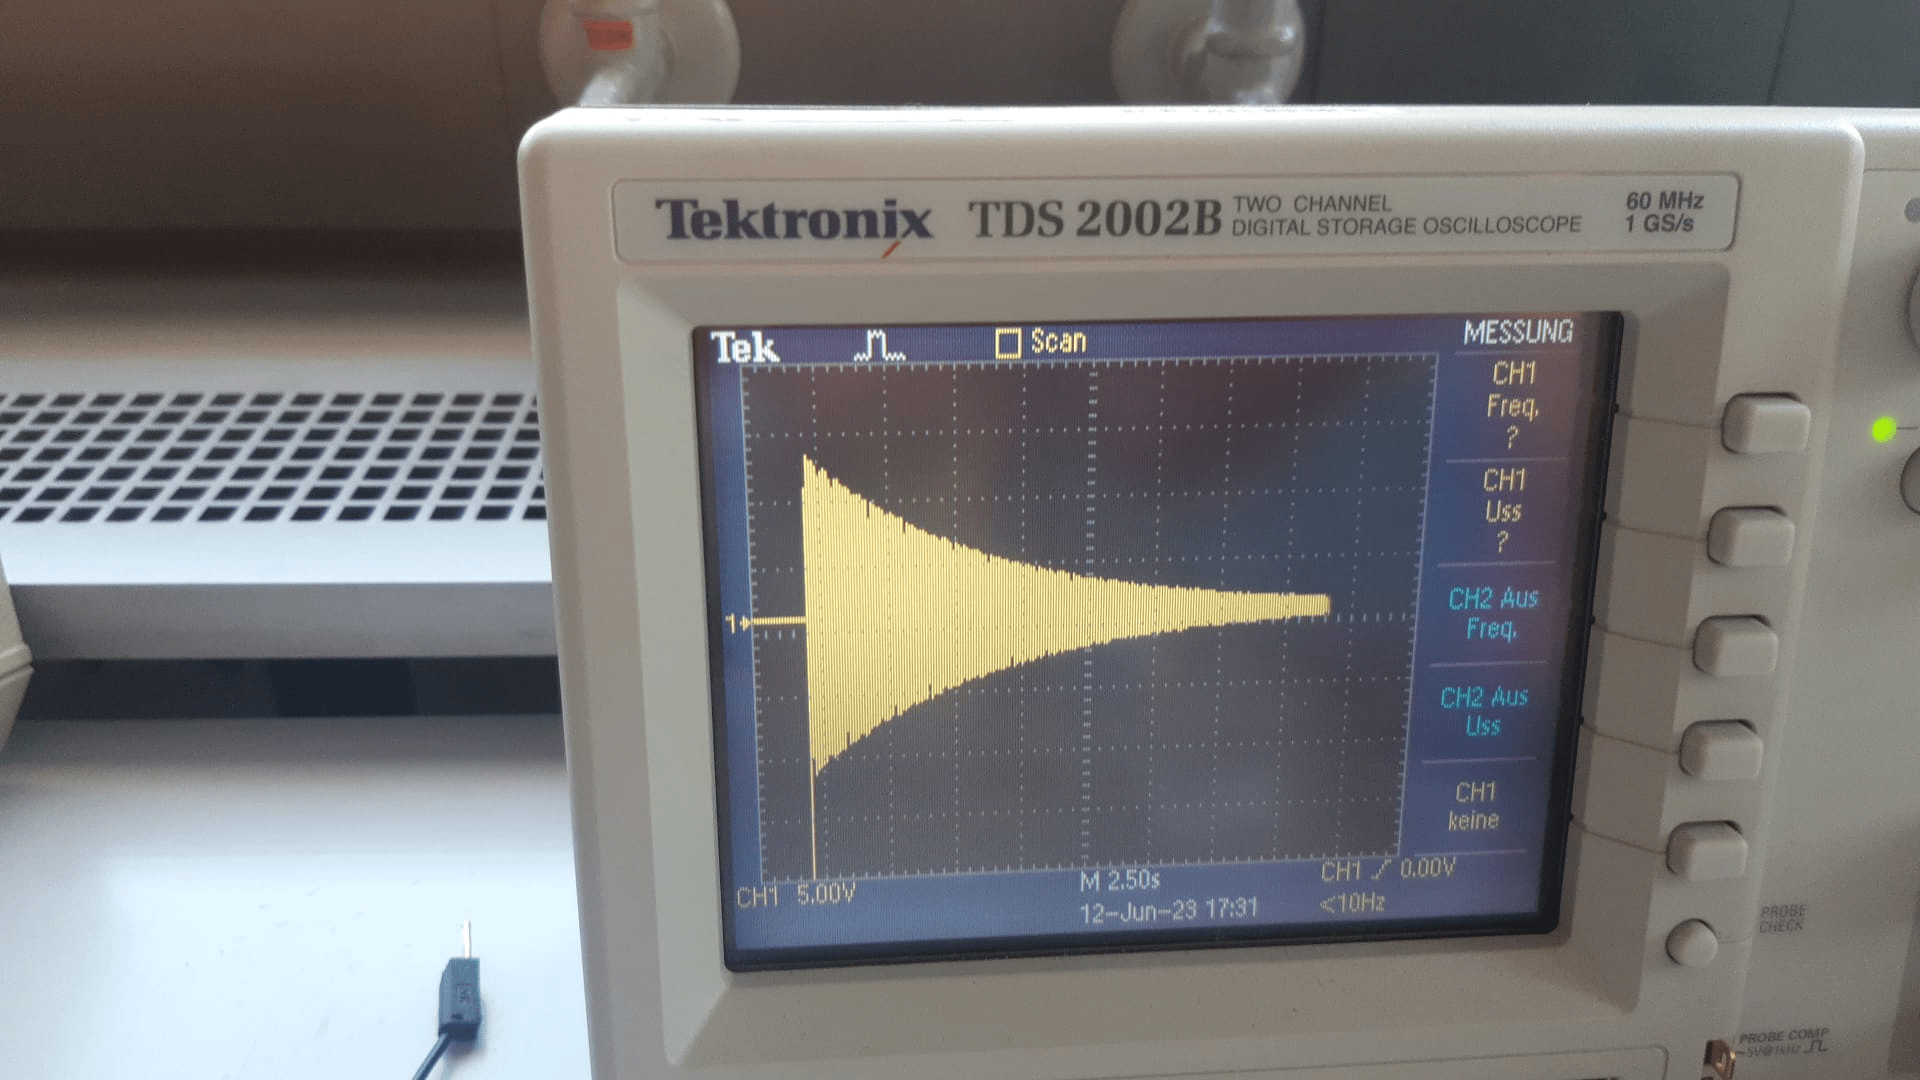 Tektronix TDS 2002B TWO CHANNEL
DIGITAL STORAGE OSCILLOSCOPE
60 MHz
1 GS/s
Tek Scan MESSUNG
CH1
Freq.
?
CH1
Uss
?
CH2 Aus
Freq.
CH2 Aus
Uss
CH1
keine
1
CH1 5.00V M 2.50s CH1 0.00V
12-Jun-23 17:31 <10Hz
PROBE
CHECK
PROBE COMP
~5V@1kHz